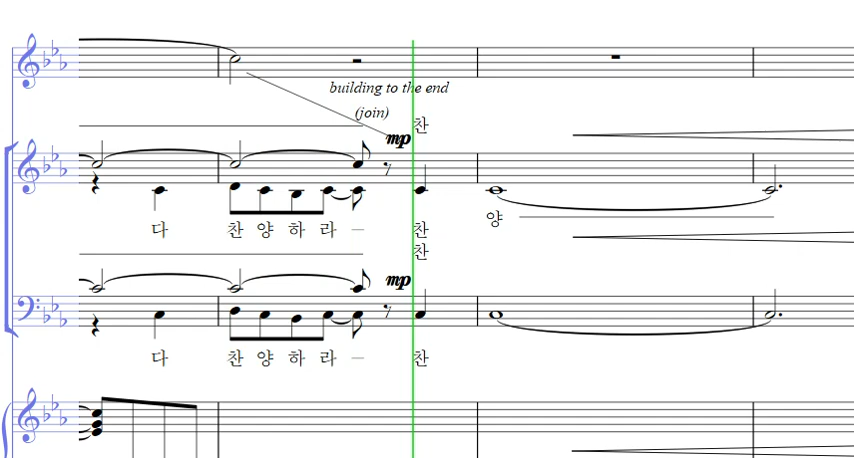 building to the end
(join)
찬
mp
다 찬 양 하 라 – 찬 양
찬
mp
다 찬 양 하 라 – 찬